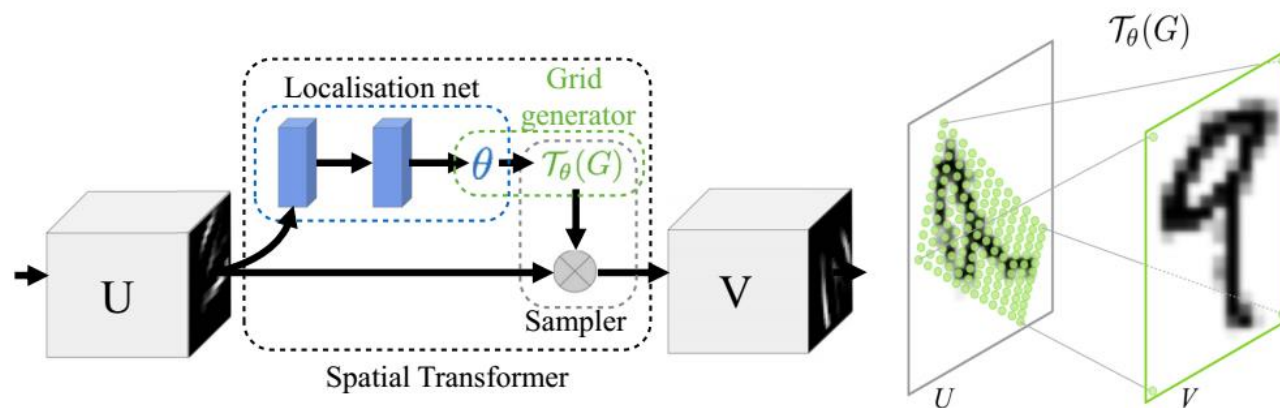 Localisation net
Grid
generator
θ
𝒯θ(G)
U
V
Sampler
Spatial Transformer
𝒯θ(G)
U
V